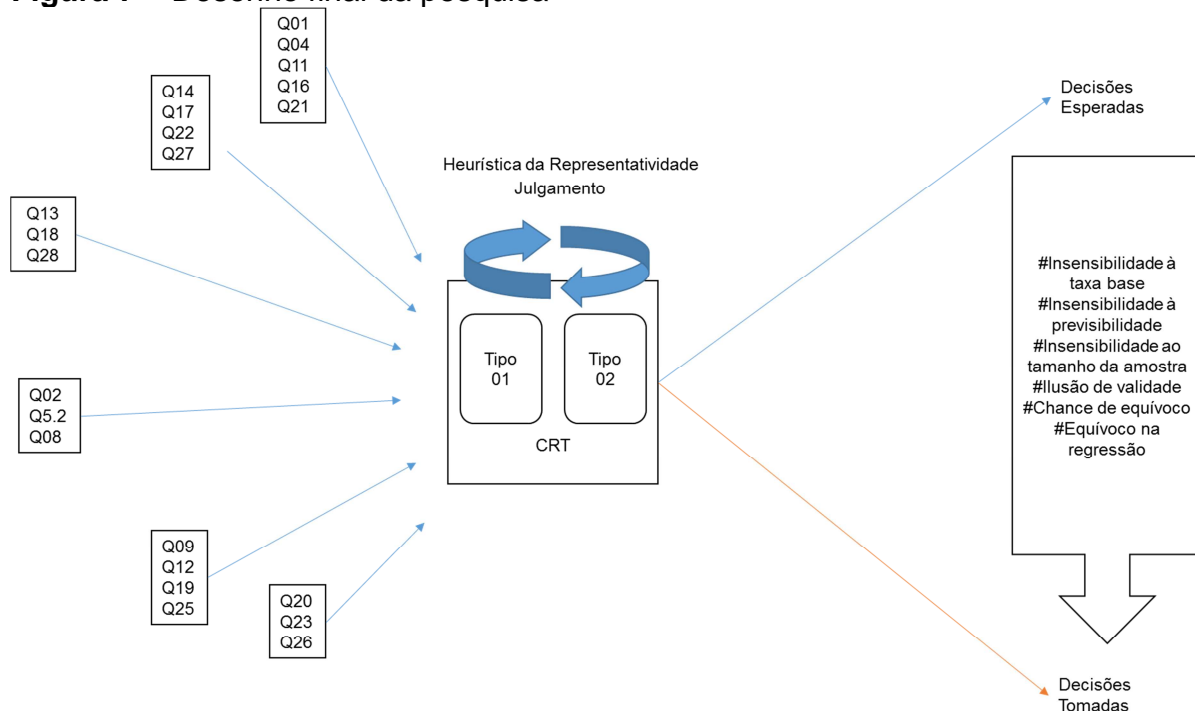 Desenho final da pesquisa
Q01
Q04
Q11
Q16
Q21
Q14
Q17
Q22
Q27
Q13
Q18
Q28
Q02
Q5.2
Q08
Q09
Q12
Q19
Q25
Q20
Q23
Q26
Heurística da Representatividade
Julgamento
Tipo
01
Tipo
02
CRT
Decisões
Esperadas
#Insensibilidade à
taxa base
#Insensibilidade à
previsibilidade
#Insensibilidade ao
tamanho da amostra
#Ilusão de validade
#Chance de equívoco
#Equívoco na
regressão
Decisões
Tomadas